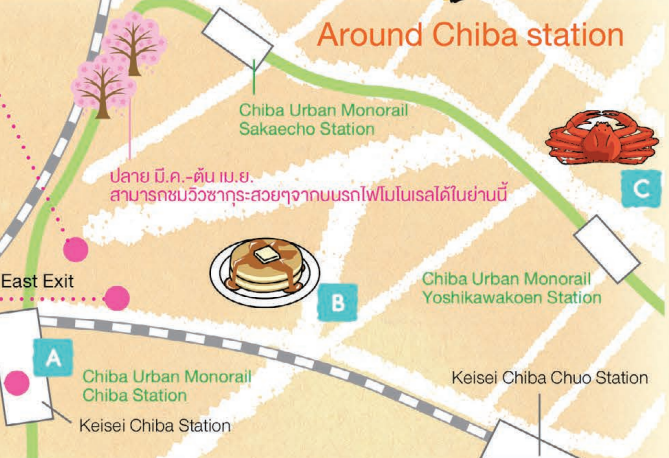 Around Chiba station
Chiba Urban Monorail
Sakaecho Station
C
ปลาย มี.ค.-ต้น เม.ย.
สามารถชมวิวซากุระสวยๆจากบนรถไฟโมโนเรลได้ในย่านนี้
East Exit
B
Chiba Urban Monorail
Yoshikawakoen Station
A
Chiba Urban Monorail
Chiba Station
Keisei Chiba Station
Keisei Chiba Chuo Station